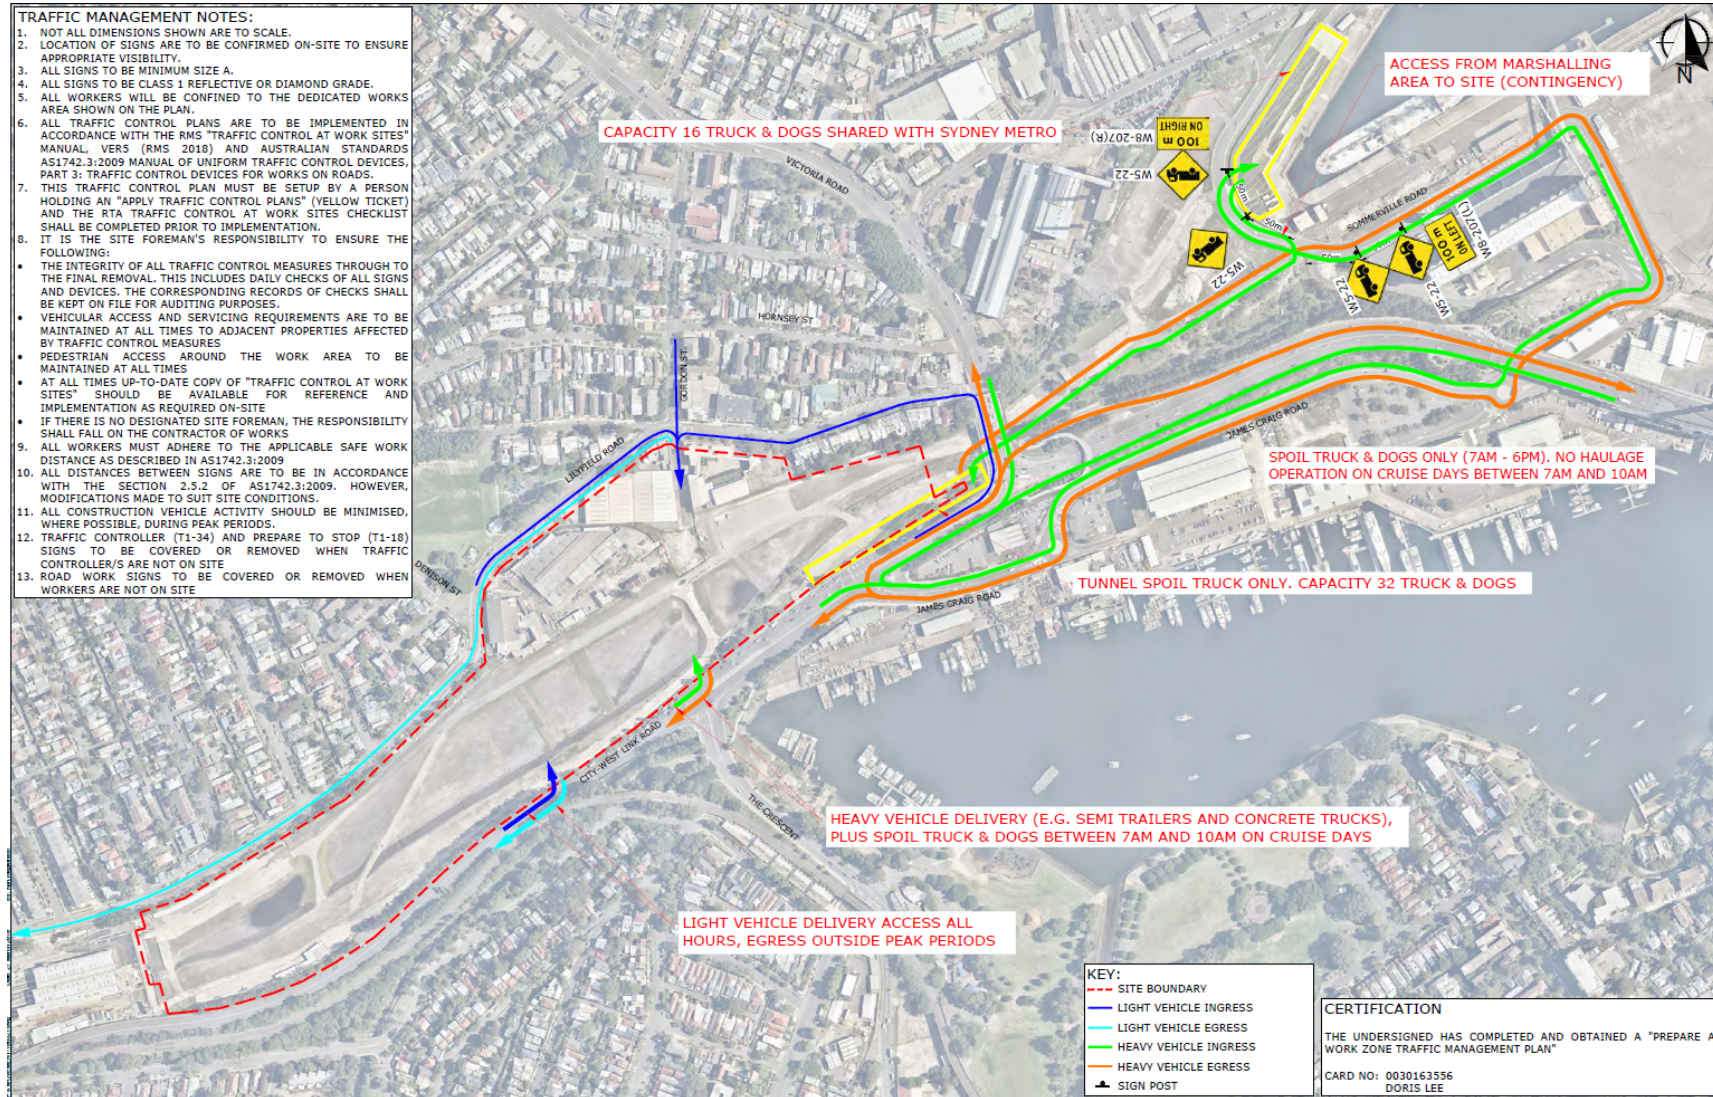 TRAFFIC MANAGEMENT NOTES:
1. NOT ALL DIMENSIONS SHOWN ARE TO SCALE.
2. LOCATION OF SIGNS ARE TO BE CONFIRMED ON-SITE TO ENSURE
APPROPRIATE VISIBILITY.
3. ALL SIGNS TO BE MINIMUM SIZE A.
4. ALL SIGNS TO BE CLASS 1 REFLECTIVE OR DIAMOND GRADE.
5. ALL WORKERS WILL BE CONFINED TO THE DEDICATED WORKS
AREA SHOWN ON THE PLAN.
6. ALL TRAFFIC CONTROL PLANS ARE TO BE IMPLEMENTED IN
ACCORDANCE WITH THE RMS "TRAFFIC CONTROL AT WORK SITES"
MANUAL, VER5 (RMS 2018) AND AUSTRALIAN STANDARDS
AS1742.3:2009 MANUAL OF UNIFORM TRAFFIC CONTROL DEVICES,
PART 3: TRAFFIC CONTROL DEVICES FOR WORKS ON ROADS.
7. THIS TRAFFIC CONTROL PLAN MUST BE SETUP BY A PERSON
HOLDING AN "APPLY TRAFFIC CONTROL PLANS" (YELLOW TICKET)
AND THE RTA TRAFFIC CONTROL AT WORK SITES CHECKLIST
SHALL BE COMPLETED PRIOR TO IMPLEMENTATION.
8. IT IS THE SITE FOREMAN'S RESPONSIBILITY TO ENSURE THE
FOLLOWING:
• THE INTEGRITY OF ALL TRAFFIC CONTROL MEASURES THROUGH TO
THE FINAL REMOVAL. THIS INCLUDES DAILY CHECKS OF ALL SIGNS
AND DEVICES. THE CORRESPONDING RECORDS OF CHECKS SHALL
BE KEPT ON FILE FOR AUDITING PURPOSES.
• VEHICULAR ACCESS AND SERVICING REQUIREMENTS ARE TO BE
MAINTAINED AT ALL TIMES TO ADJACENT PROPERTIES AFFECTED
BY TRAFFIC CONTROL MEASURES
• PEDESTRIAN ACCESS AROUND THE WORK AREA TO BE
MAINTAINED AT ALL TIMES
• AT ALL TIMES UP-TO-DATE COPY OF "TRAFFIC CONTROL AT WORK
SITES" SHOULD BE AVAILABLE FOR REFERENCE AND
IMPLEMENTATION AS REQUIRED ON-SITE
• IF THERE IS NO DESIGNATED SITE FOREMAN, THE RESPONSIBILITY
SHALL FALL ON THE CONTRACTOR OF WORKS
9. ALL WORKERS MUST ADHERE TO THE APPLICABLE SAFE WORK
DISTANCE AS DESCRIBED IN AS1742.3:2009
10. ALL DISTANCES BETWEEN SIGNS ARE TO BE IN ACCORDANCE
WITH THE SECTION 2.5.2 OF AS1742.3:2009. HOWEVER,
MODIFICATIONS MADE TO SUIT SITE CONDITIONS.
11. ALL CONSTRUCTION VEHICLE ACTIVITY SHOULD BE MINIMISED,
WHERE POSSIBLE, DURING PEAK PERIODS.
12. TRAFFIC CONTROLLER (T1-34) AND PREPARE TO STOP (T1-18)
SIGNS TO BE COVERED OR REMOVED WHEN TRAFFIC
CONTROLLER/S ARE NOT ON SITE
13. ROAD WORK SIGNS TO BE COVERED OR REMOVED WHEN
WORKERS ARE NOT ON SITE
N
ACCESS FROM MARSHALLING
AREA TO SITE (CONTINGENCY)
CAPACITY 16 TRUCK & DOGS SHARED WITH SYDNEY METRO
W8-207(R)
100 m
ON RIGHT
W5-22
50m
50m
W5-22
VICTORIA ROAD
SOMMERVILLE ROAD
50m
W8-207(L)
100 m
ON LEFT
W5-22
W5-22
HORNSEY ST
GORDON ST
LILYFIELD ROAD
DENISON ST
JAMES CRAIG ROAD
SPOIL TRUCK & DOGS ONLY (7AM - 6PM). NO HAULAGE
OPERATION ON CRUISE DAYS BETWEEN 7AM AND 10AM
TUNNEL SPOIL TRUCK ONLY. CAPACITY 32 TRUCK & DOGS
JAMES CRAIG ROAD
CITY-WEST LINK ROAD
THE CRESCENT
HEAVY VEHICLE DELIVERY (E.G. SEMI TRAILERS AND CONCRETE TRUCKS),
PLUS SPOIL TRUCK & DOGS BETWEEN 7AM AND 10AM ON CRUISE DAYS
LIGHT VEHICLE DELIVERY ACCESS ALL
HOURS, EGRESS OUTSIDE PEAK PERIODS
KEY:
SITE BOUNDARY
LIGHT VEHICLE INGRESS
LIGHT VEHICLE EGRESS
HEAVY VEHICLE INGRESS
HEAVY VEHICLE EGRESS
SIGN POST
CERTIFICATION
THE UNDERSIGNED HAS COMPLETED AND OBTAINED A "PREPARE A
WORK ZONE TRAFFIC MANAGEMENT PLAN"
CARD NO: 0030163556
DORIS LEE